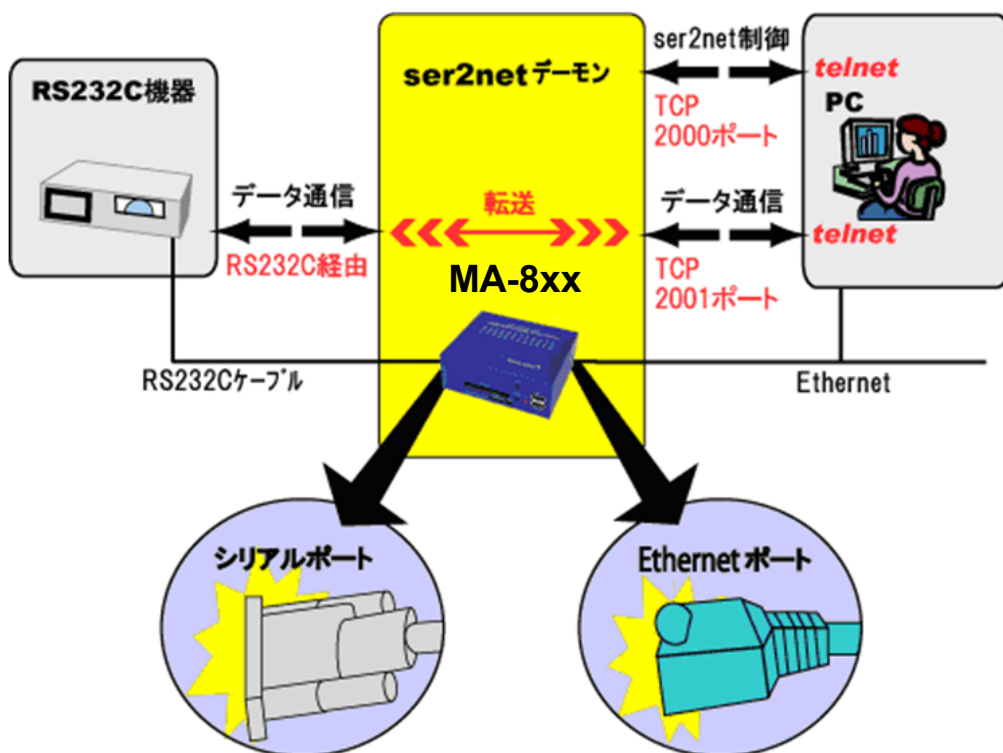 RS232C機器
ser2netデーモン
ser2net制御
telnet
PC
TCP
2000ポート
データ通信
RS232C経由
転送
データ通信
telnet
TCP
2001ポート
MA-8xx
RS232Cｹｰﾌﾞﾙ
Ethernet
シリアルポート
Ethernet ポート